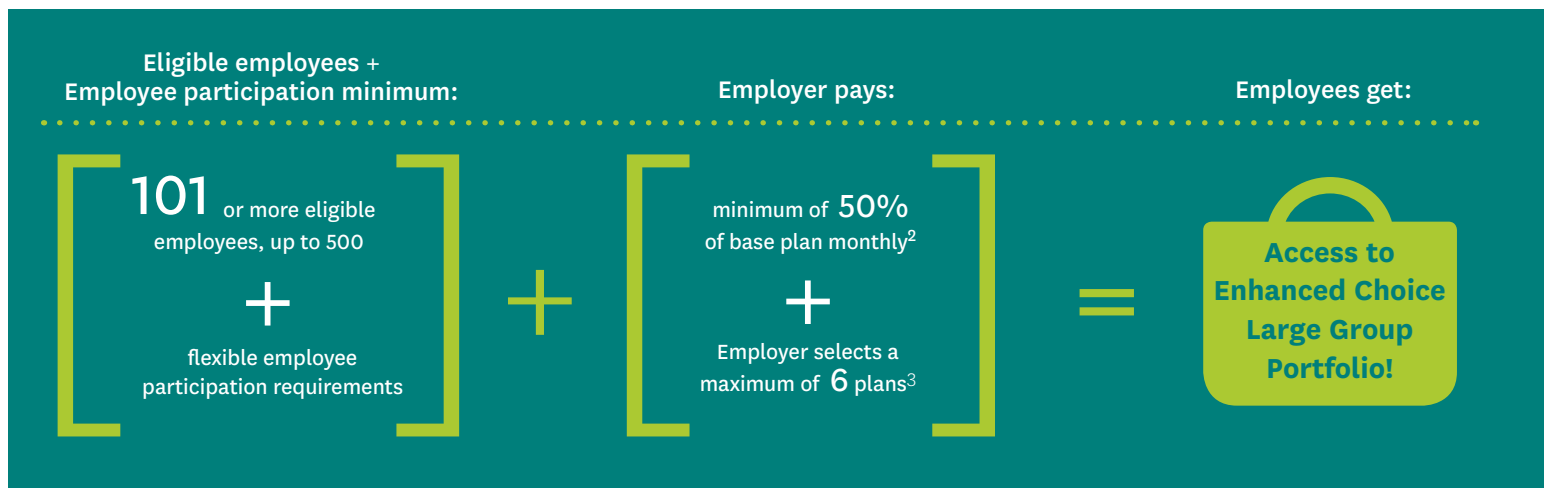 Eligible employees +
Employee participation minimum:
101 or more eligible
employees, up to 500
+
flexible employee
participation requirements
+
Employer pays:
minimum of 50%
of base plan monthly²
+
Employer selects a
maximum of 6 plans³
=
Employees get:
Access to
Enhanced Choice
Large Group
Portfolio!